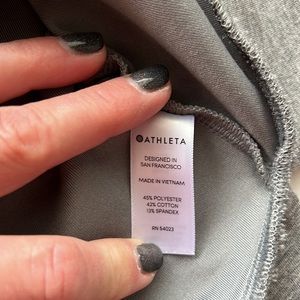 ATHLETA
DESIGNED IN
SAN FRANCISCO
MADE IN VIETNAM
45% POLYESTER
42% COTTON
13% SPANDEX
RN 54023